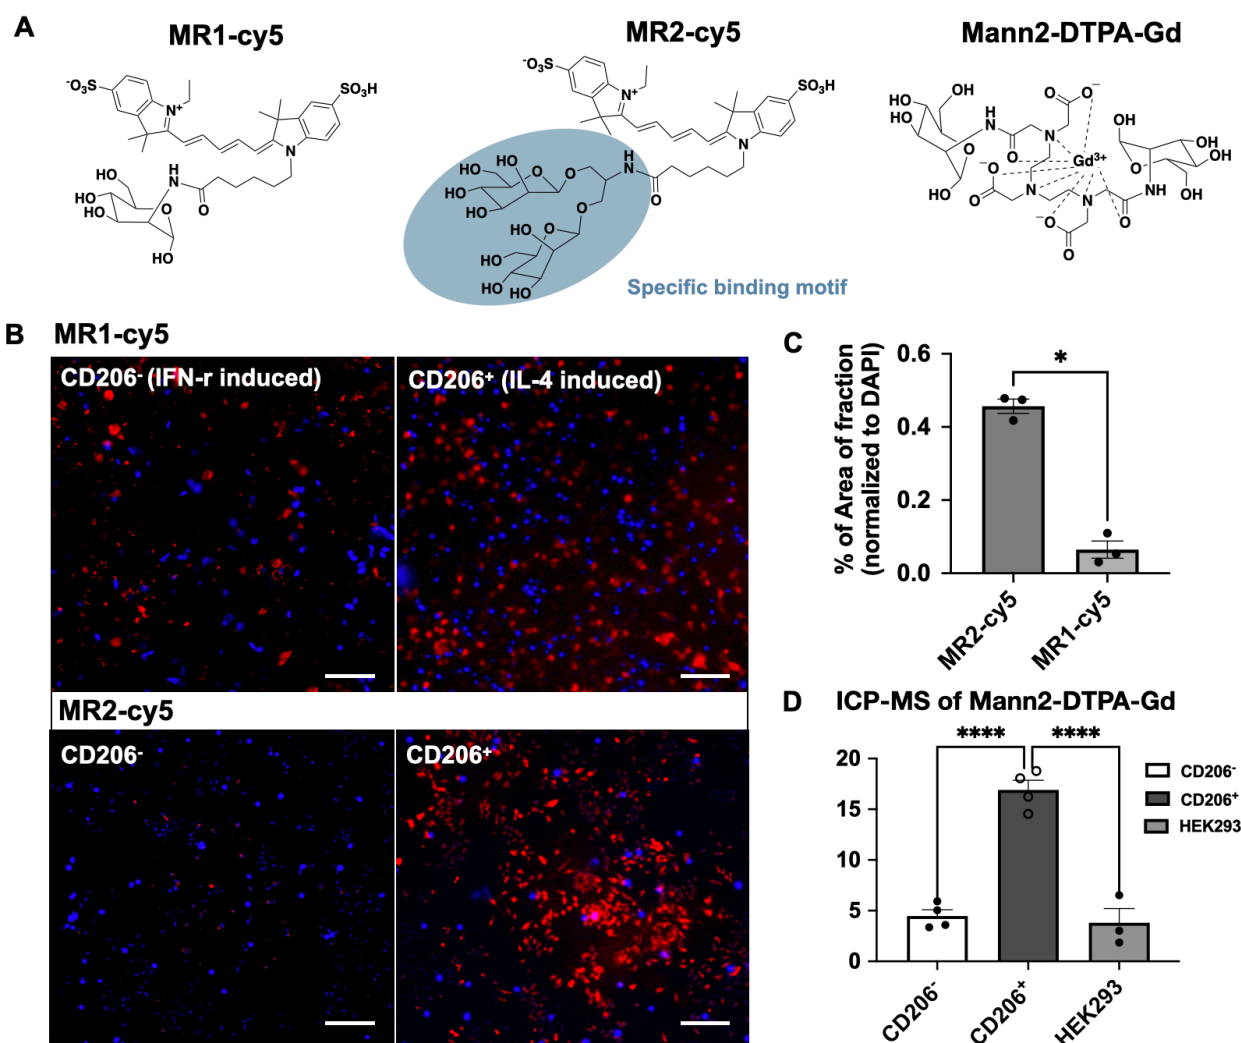 A
MR1-cy5
MR2-cy5
Mann2-DTPA-Gd
⁻O₃S
N⁺
SO₃H
N
H
N
O
HO
HO
HO
O
HO
⁻O₃S
N⁺
SO₃H
N
H
N
O
HO
HO
HO
HO
O
O
O
HO
O
HO
HO
HO
Specific binding motif
HO
HO
OH
H
N
O
HO
O
O
O⁻
N
Gd³⁺
O⁻
O
N
N
O
⁻O
O
NH
OH
O
OH
OH
OH
B
MR1-cy5
CD206⁻ (IFN-r induced)
CD206⁺ (IL-4 induced)
MR2-cy5
CD206⁻
CD206⁺
C
% of Area of fraction
(normalized to DAPI)
0.6
0.4
0.2
0.0
*
MR2-cy5
MR1-cy5
D
ICP-MS of Mann2-DTPA-Gd
20
15
10
5
0
****
****
CD206⁻
CD206⁺
HEK293
CD206⁻
CD206⁺
HEK293